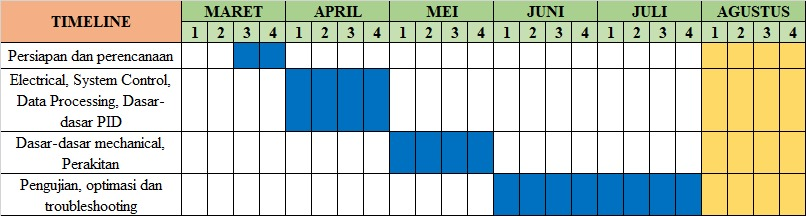 TIMELINE MARET APRIL MEI JUNI JULI AGUSTUS
1 2 3 4 1 2 3 4 1 2 3 4 1 2 3 4 1 2 3 4 1 2 3 4
Persiapan dan perencanaan
Electrical, System Control,
Data Processing, Dasar-
dasar PID
Dasar-dasar mechanical,
Perakitan
Pengujian, optimasi dan
troubleshooting